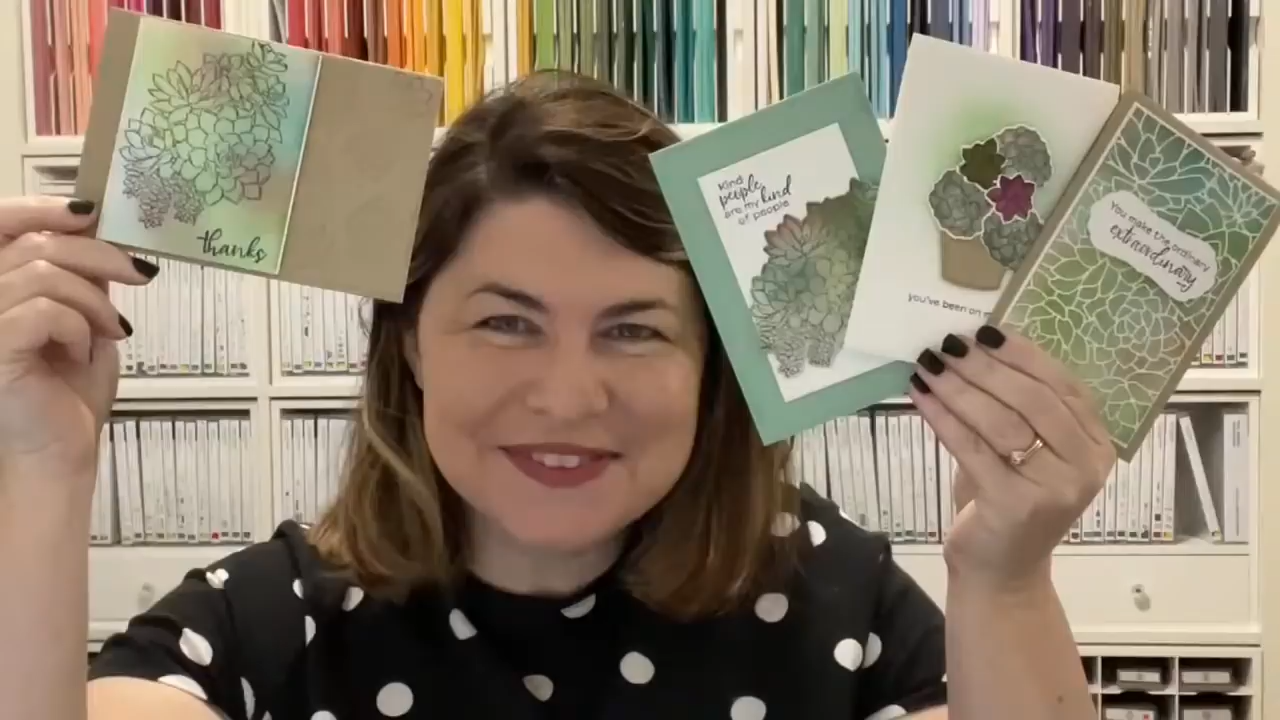 thanks
Kind
people
are my kind
of people
you've been on
You make the ordinary
extraordinary